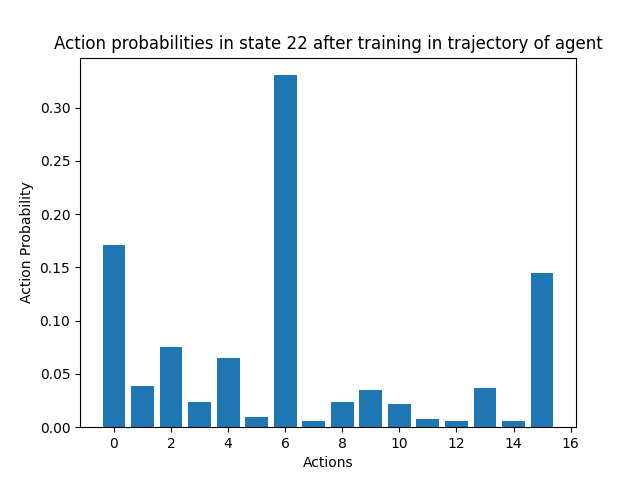 Action probabilities in state 22 after training in trajectory of agent
Action Probability
0.30
0.25
0.20
0.15
0.10
0.05
0.00
0 2 4 6 8 10 12 14 16
Actions